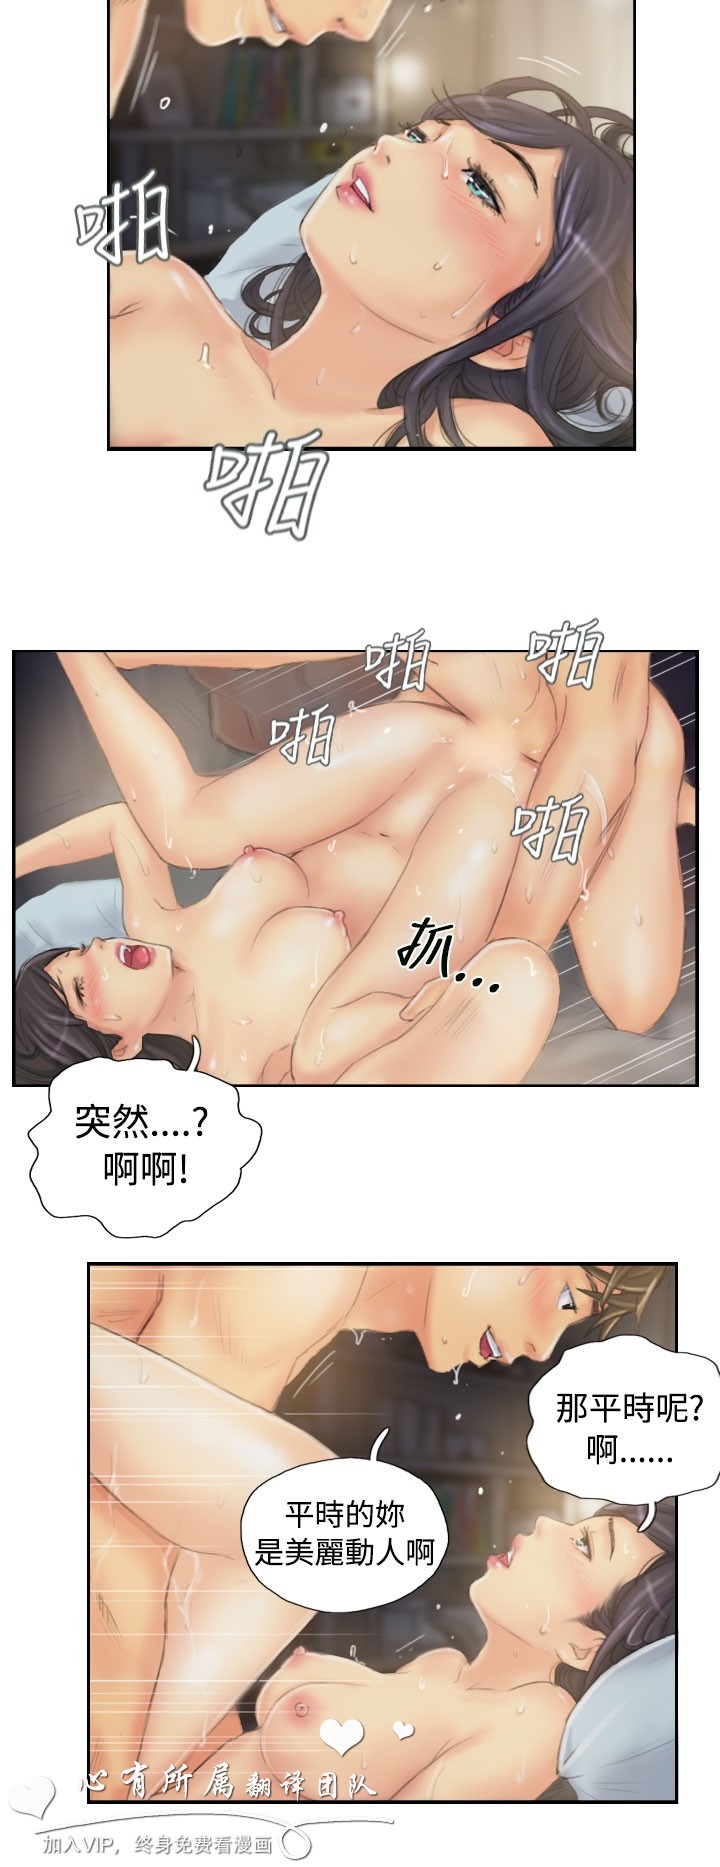 啪
啪
啪
啪
啪
啪
抓...
突然....?
啊啊!
那平時呢?
啊......
平時的妳
是美麗動人啊
心有所属翻译团队
加入VIP，终身免费看漫画